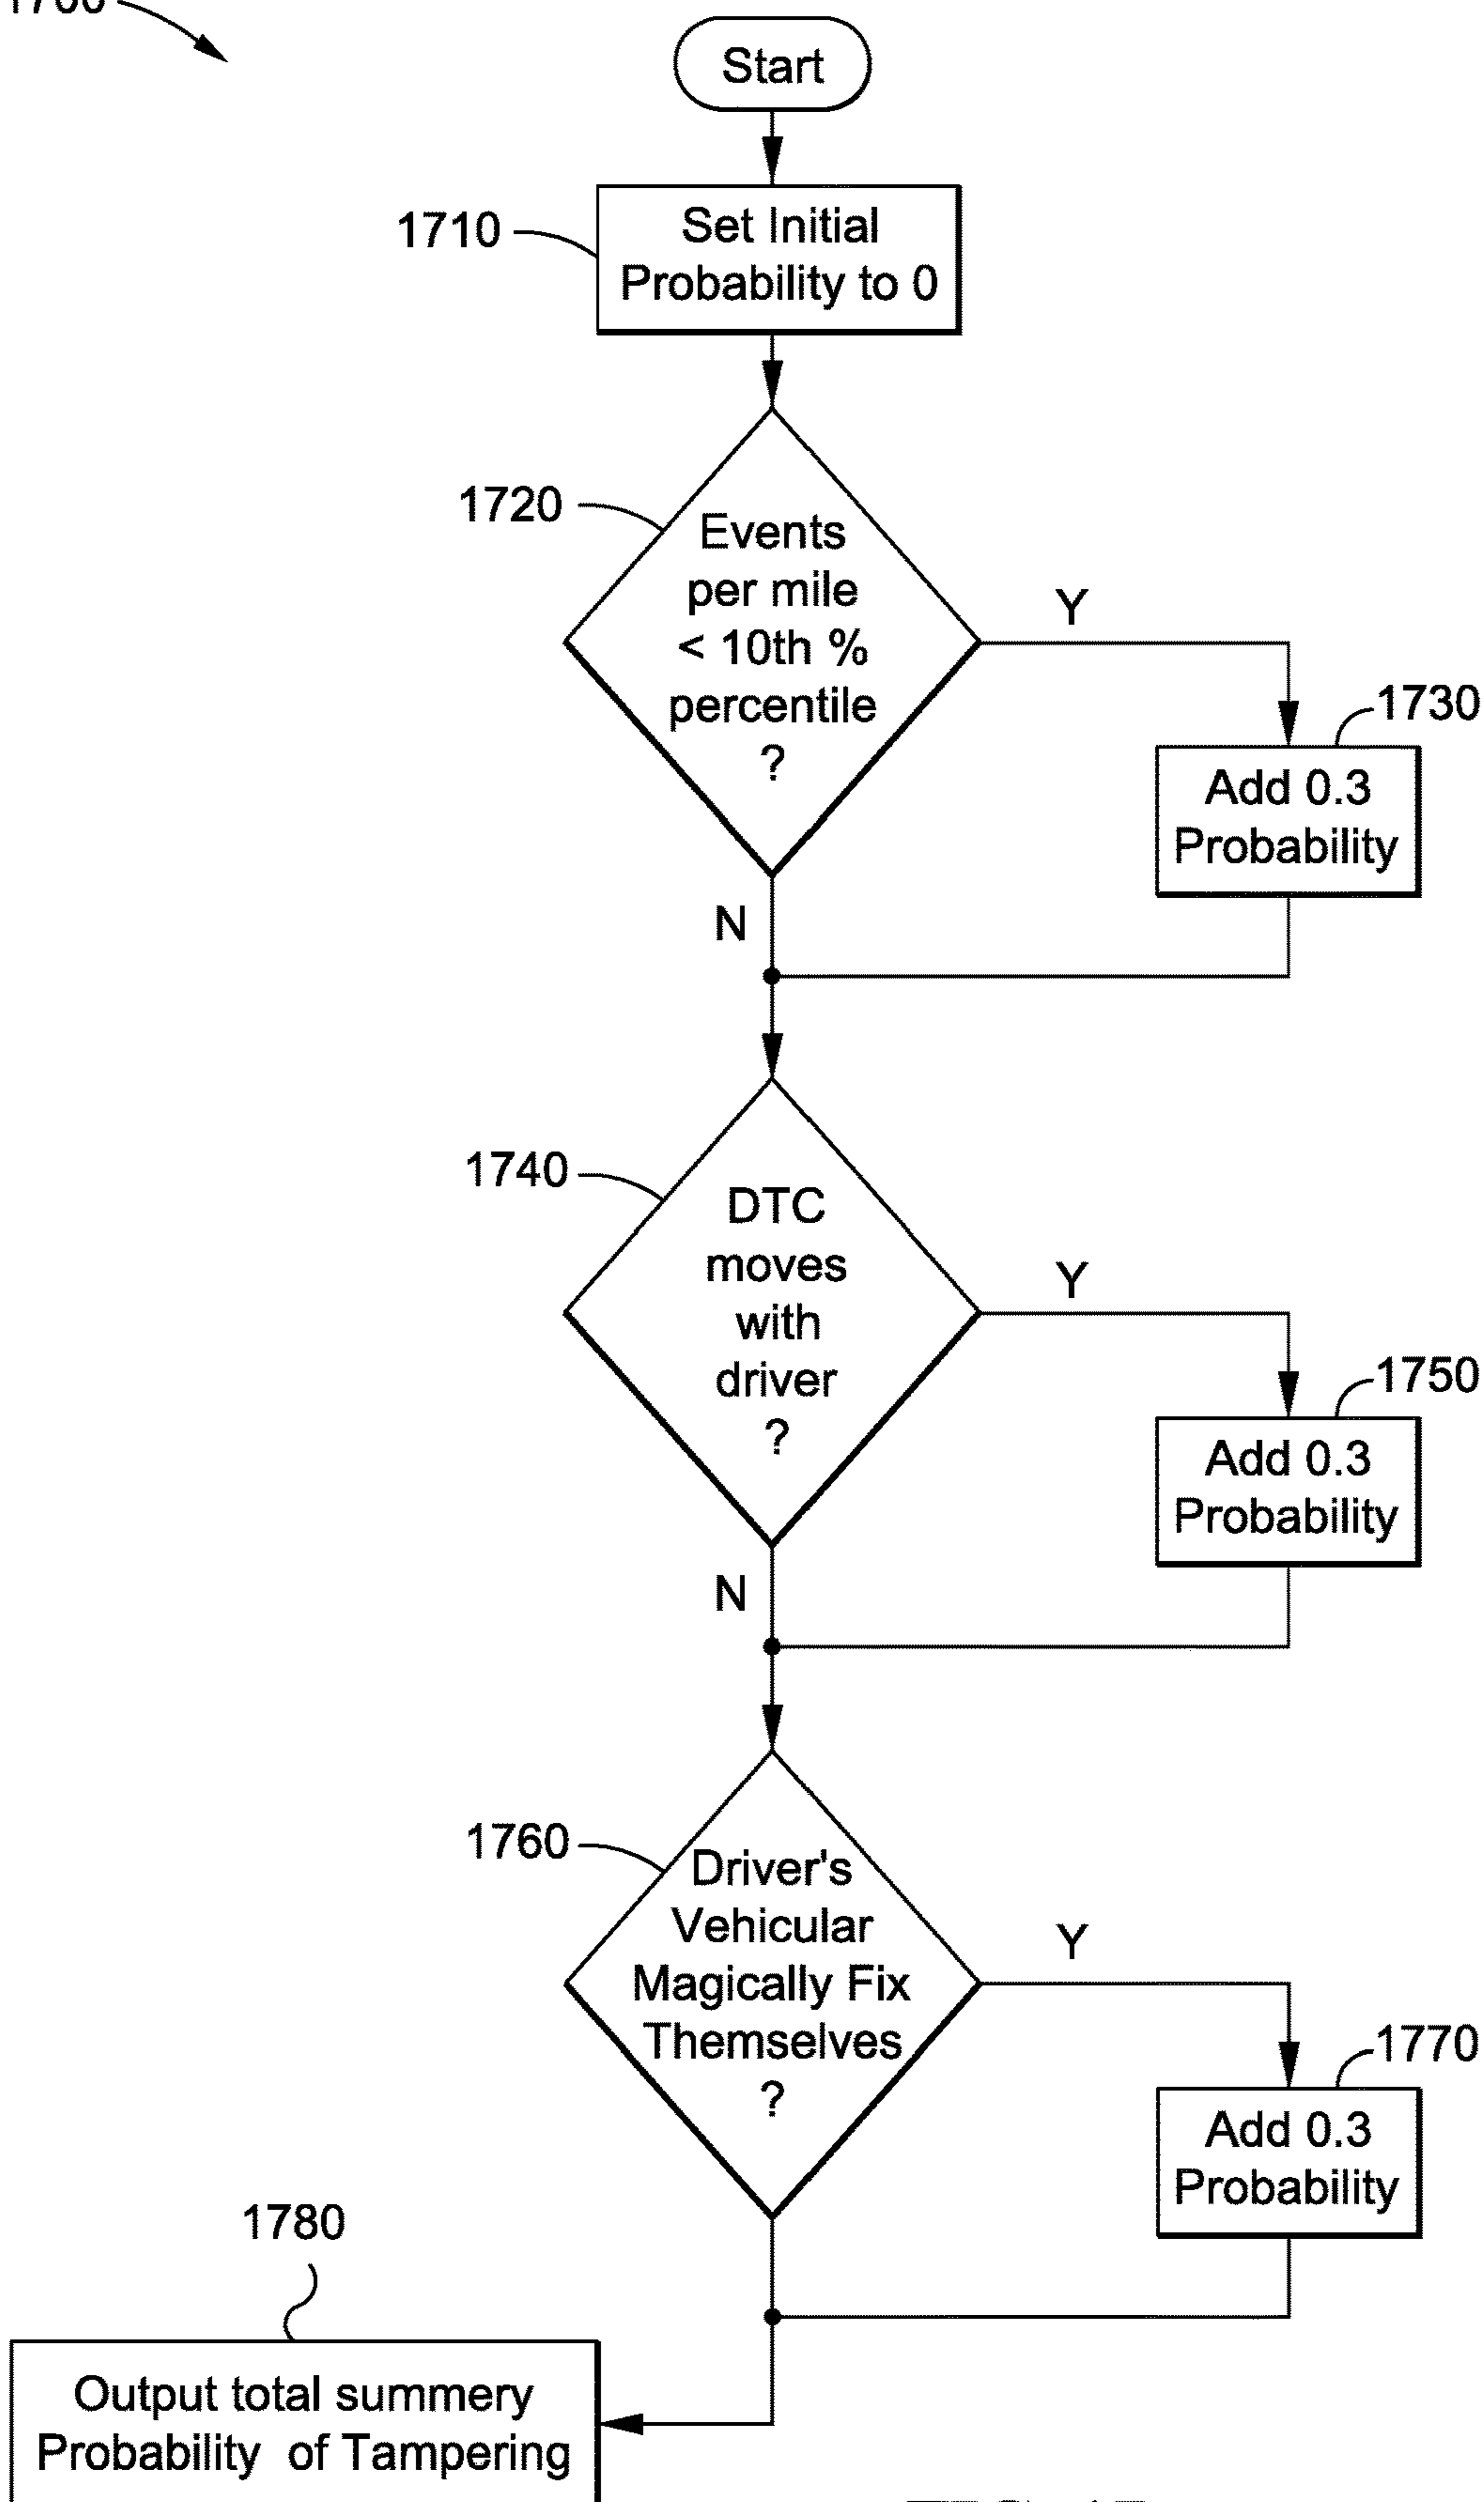 Start
1710
Set Initial
Probability to 0
1720
Events
per mile
< 10th %
percentile
?
Y
1730
Add 0.3
Probability
N
1740
DTC
moves
with
driver
?
Y
1750
Add 0.3
Probability
N
1760
Driver's
Vehicular
Magically Fix
Themselves
?
Y
1770
Add 0.3
Probability
1780
Output total summery
Probability of Tampering